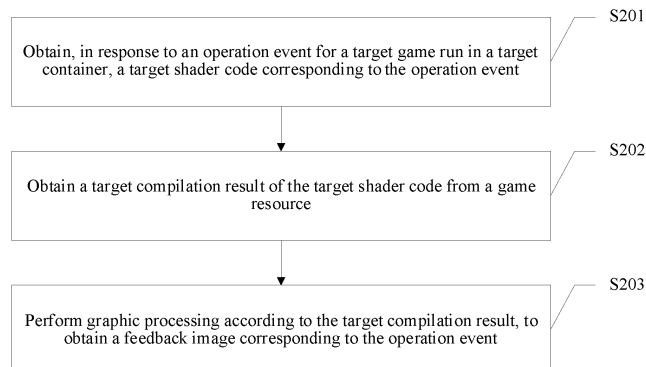 S201
Obtain, in response to an operation event for a target game run in a target
container, a target shader code corresponding to the operation event
S202
Obtain a target compilation result of the target shader code from a game
resource
S203
Perform graphic processing according to the target compilation result, to
obtain a feedback image corresponding to the operation event